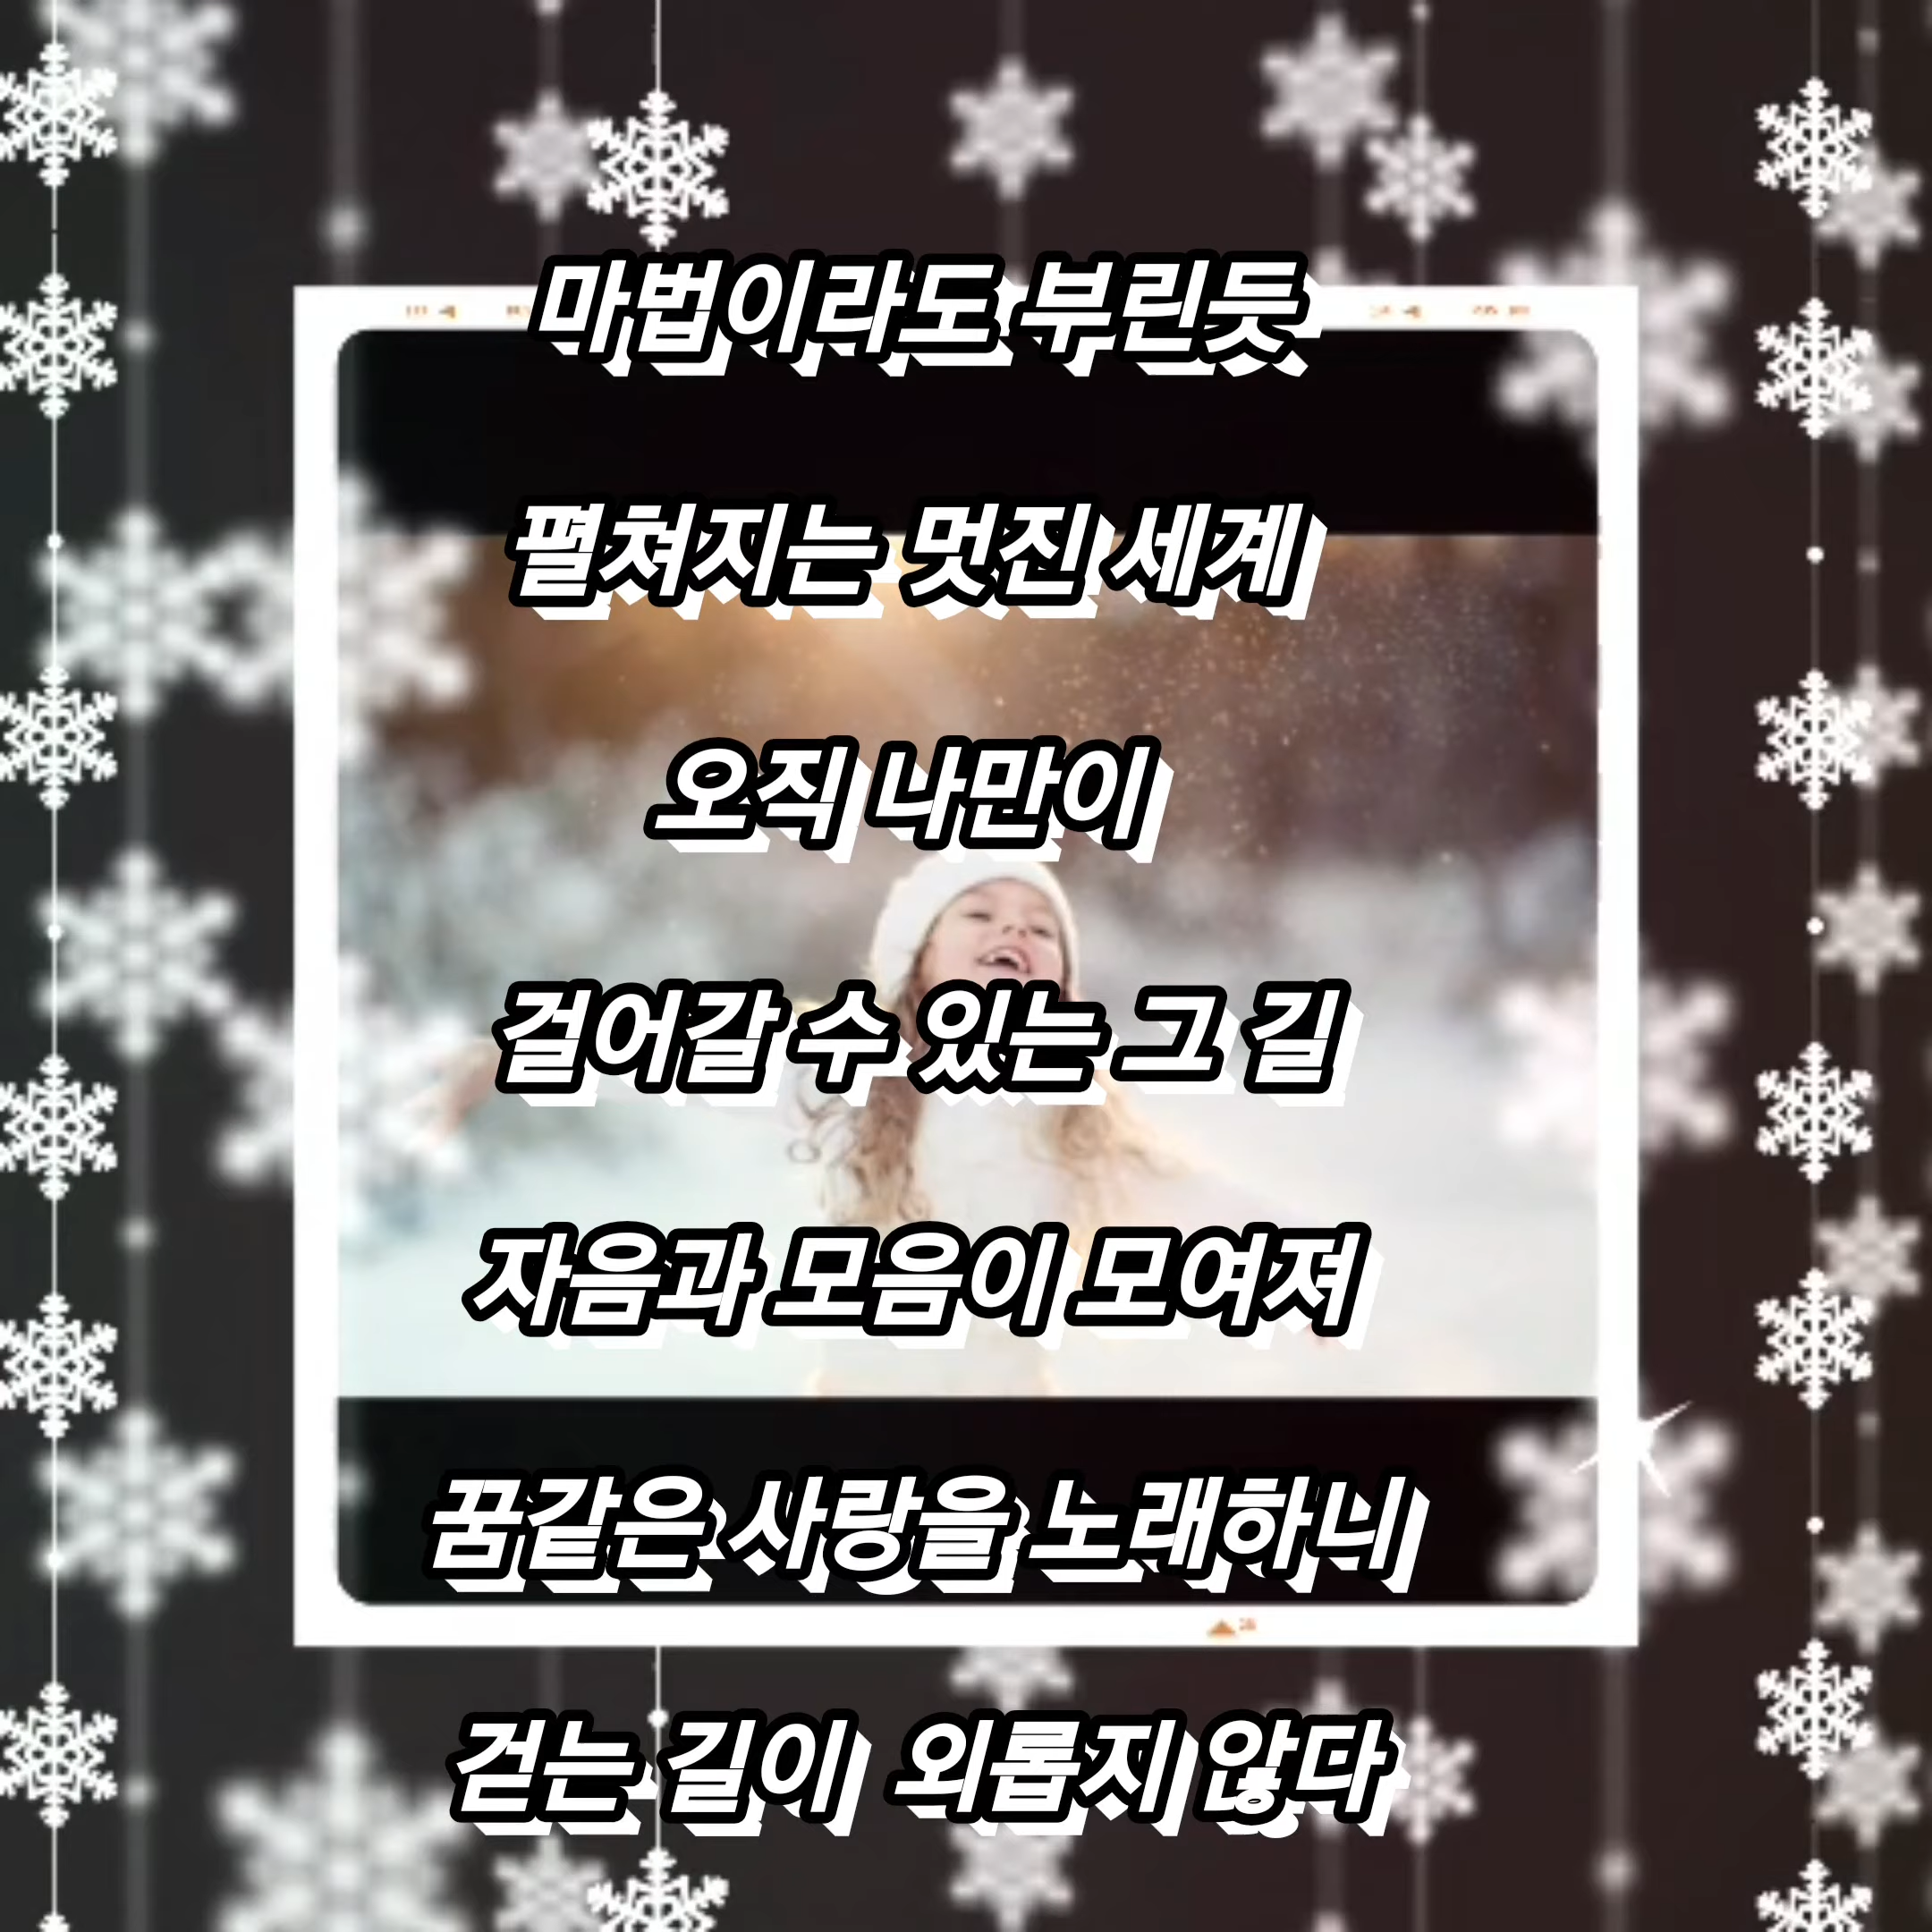 마법이라도 부린듯
펼쳐지는 멋진 세계
오직 나만이
걸어갈 수 있는 그 길
자음과 모음이 모여져
꿈같은 사랑을 노래하니
걷는 길이 외롭지 않다